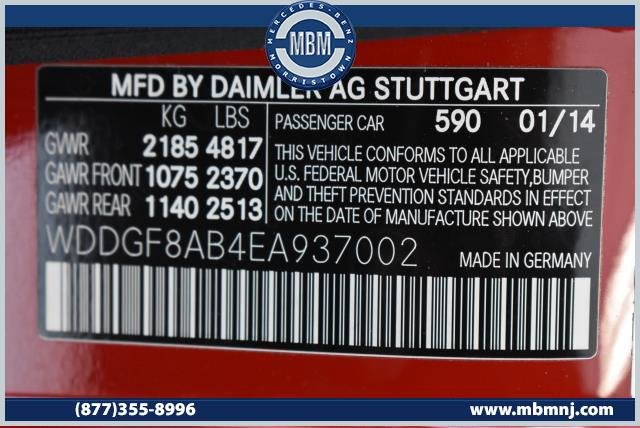 MERCEDES-BENZ
MBM
MORRISTOWN
MFD BY DAIMLER AG STUTTGART
KG LBS
GVWR 2185 4817
GAWR FRONT 1075 2370
GAWR REAR 1140 2513
PASSENGER CAR 590 01/14
THIS VEHICLE CONFORMS TO ALL APPLICABLE
U.S. FEDERAL MOTOR VEHICLE SAFETY,BUMPER
AND THEFT PREVENTION STANDARDS IN EFFECT
ON THE DATE OF MANUFACTURE SHOWN ABOVE
WDDGF8AB4EA937002
MADE IN GERMANY
(877)355-8996
www.mbmnj.com